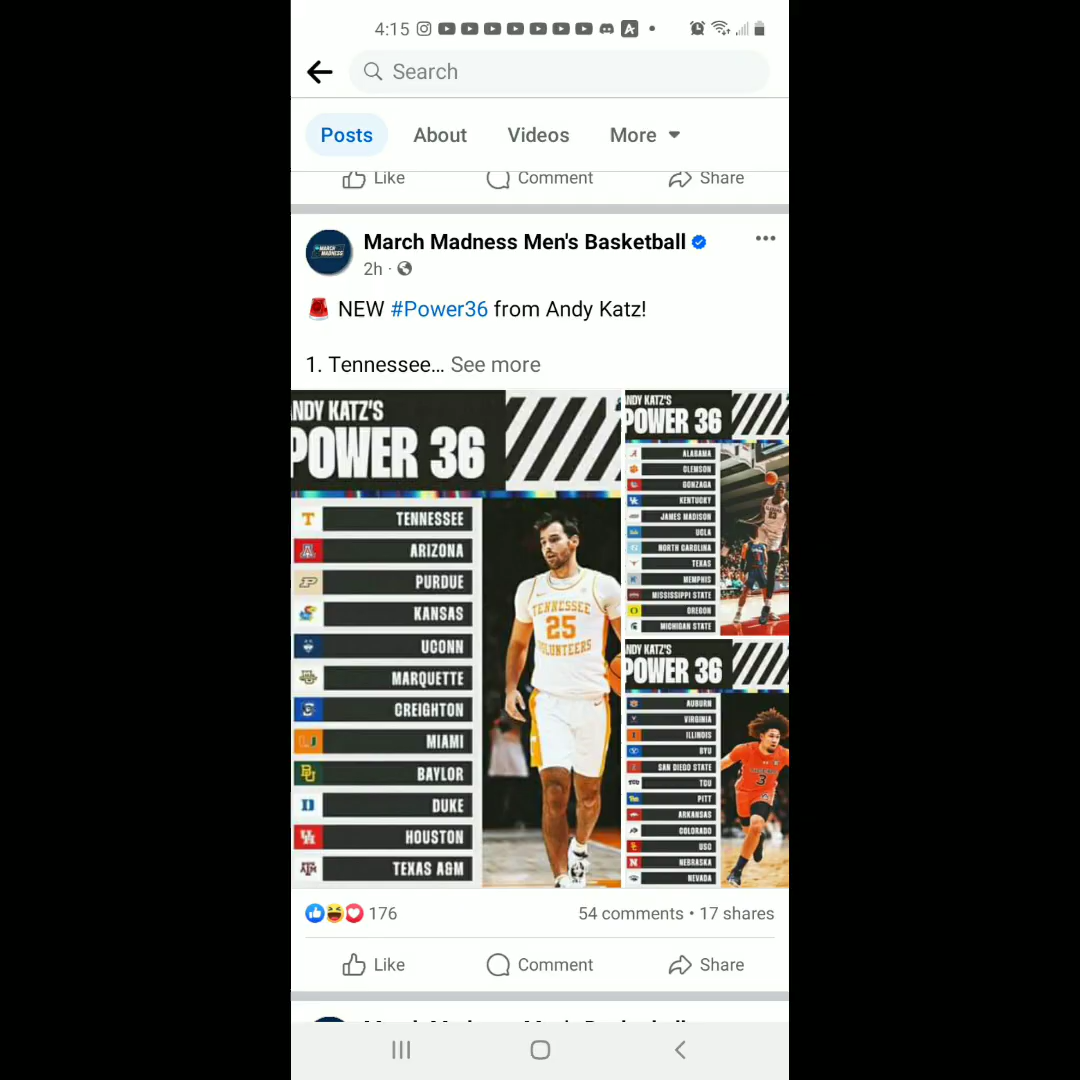 4:15
Search
Posts About Videos More
Like Comment Share
March Madness Men's Basketball
2h ·
NEW #Power36 from Andy Katz!
1. Tennessee... See more
NDY KATZ'S
POWER 36
TENNESSEE
ARIZONA
PURDUE
KANSAS
UCONN
MARQUETTE
CREIGHTON
MIAMI
BAYLOR
DUKE
HOUSTON
TEXAS A&M
TENNESSEE
25
VOLUNTEERS
NDY KATZ'S
POWER 36
ALABAMA
CLEMSON
GONZAGA
KENTUCKY
JAMES MADISON
UCLA
NORTH CAROLINA
TEXAS
MEMPHIS
MISSISSIPPI STATE
OREGON
MICHIGAN STATE
NDY KATZ'S
POWER 36
AUBURN
VIRGINIA
ILLINOIS
BYU
SAN DIEGO STATE
TCU
PITT
ARKANSAS
COLORADO
USC
NEBRASKA
NEVADA
3
176 54 comments • 17 shares
Like Comment Share